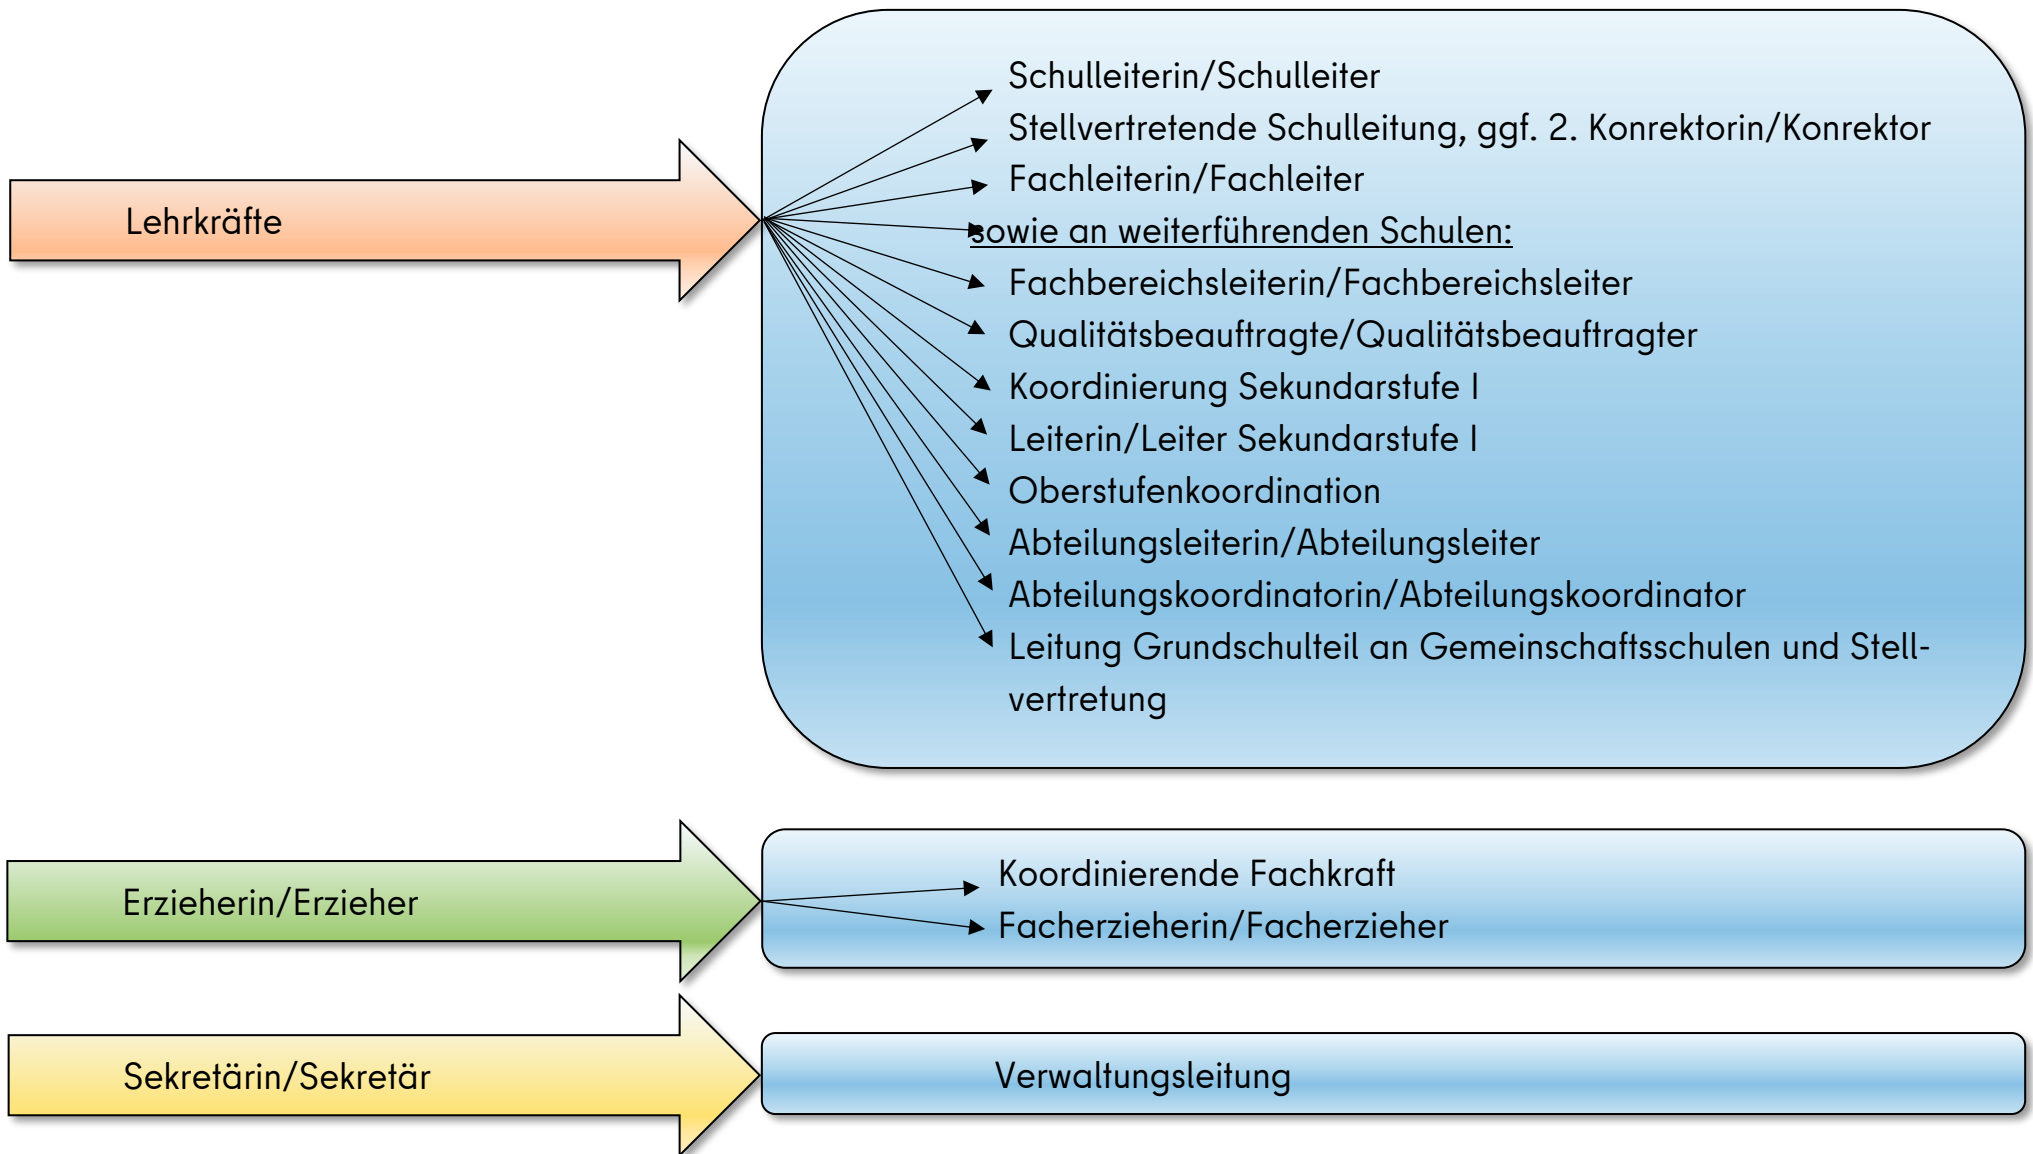 Lehrkräfte
Schulleiterin/Schulleiter
Stellvertretende Schulleitung, ggf. 2. Konrektorin/Konrektor
Fachleiterin/Fachleiter
sowie an weiterführenden Schulen:
Fachbereichsleiterin/Fachbereichsleiter
Qualitätsbeauftragte/Qualitätsbeauftragter
Koordinierung Sekundarstufe I
Leiterin/Leiter Sekundarstufe I
Oberstufenkoordination
Abteilungsleiterin/Abteilungsleiter
Abteilungskoordinatorin/Abteilungskoordinator
Leitung Grundschulteil an Gemeinschaftsschulen und Stell-
vertretung
Erzieherin/Erzieher
Koordinierende Fachkraft
Facherzieherin/Facherzieher
Sekretärin/Sekretär
Verwaltungsleitung